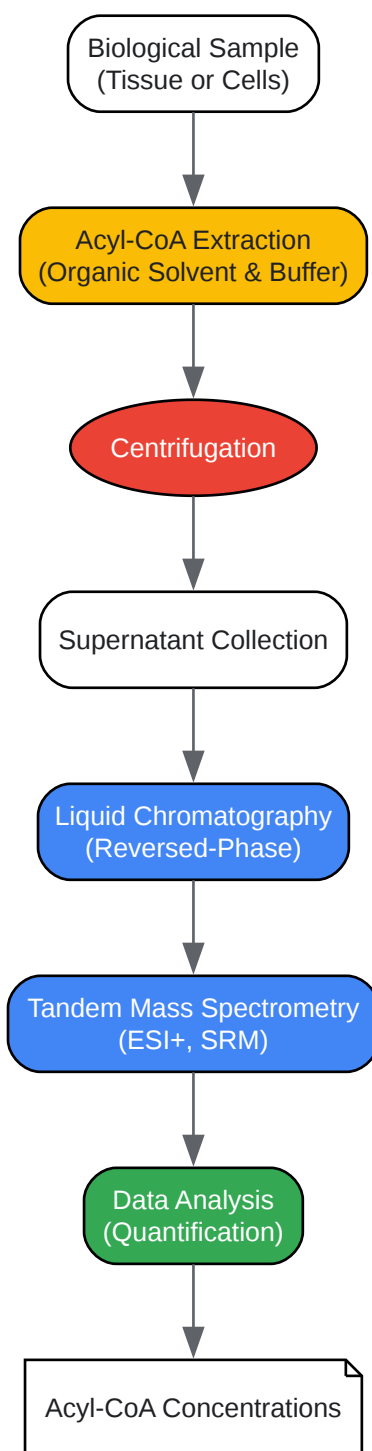 Biological Sample
(Tissue or Cells)
Acyl-CoA Extraction
(Organic Solvent & Buffer)
Centrifugation
Supernatant Collection
Liquid Chromatography
(Reversed-Phase)
Tandem Mass Spectrometry
(ESI+, SRM)
Data Analysis
(Quantification)
Acyl-CoA Concentrations